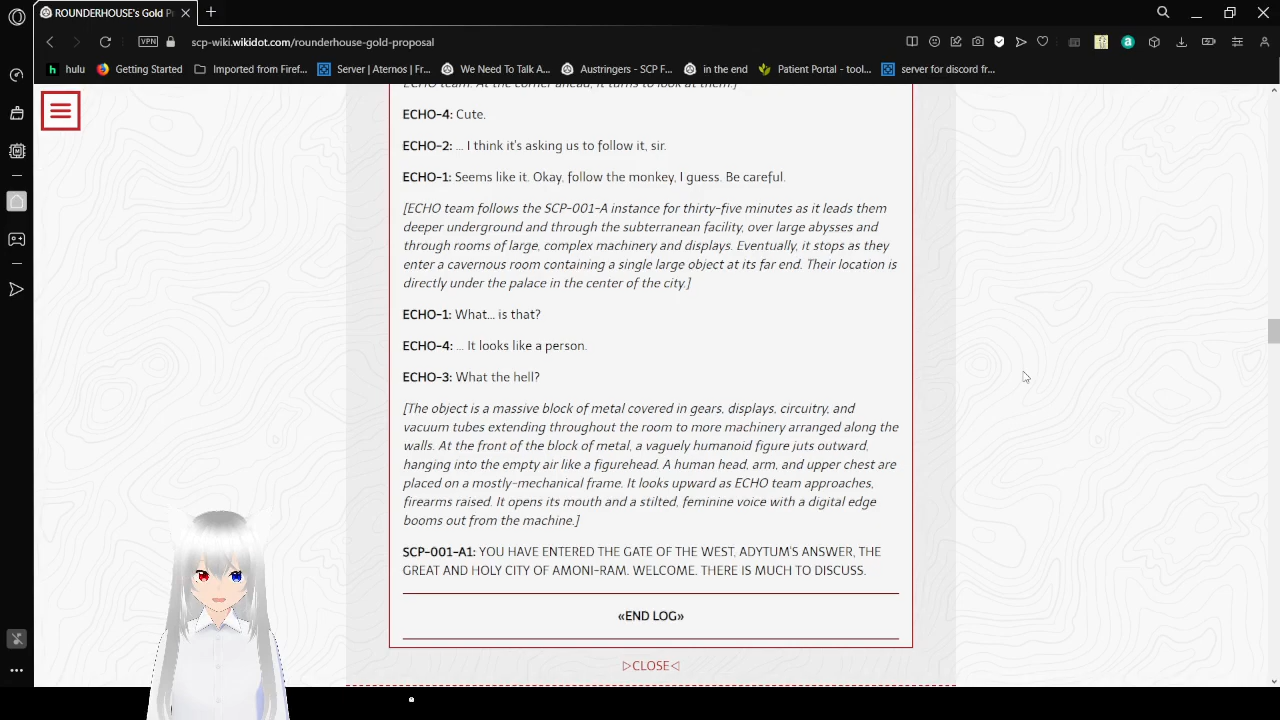 ROUNDERHOUSE's Gold P
scp-wiki.wikidot.com/rounderhouse-gold-proposal
VPN
hulu
Getting Started
Imported from Firef...
Server | Aternos | Fr...
We Need To Talk A...
Austringers - SCP F...
in the end
Patient Portal - tool...
server for discord fr...
ECHO team. At the corner ahead, it turns to look at them.]
ECHO-4: Cute.
ECHO-2: ... I think it's asking us to follow it, sir.
ECHO-1: Seems like it. Okay, follow the monkey, I guess. Be careful.
[ECHO team follows the SCP-001-A instance for thirty-five minutes as it leads them
deeper underground and through the subterranean facility, over large abysses and
through rooms of large, complex machinery and displays. Eventually, it stops as they
enter a cavernous room containing a single large object at its far end. Their location is
directly under the palace in the center of the city.]
ECHO-1: What... is that?
ECHO-4: ... It looks like a person.
ECHO-3: What the hell?
[The object is a massive block of metal covered in gears, displays, circuitry, and
vacuum tubes extending throughout the room to more machinery arranged along the
walls. At the front of the block of metal, a vaguely humanoid figure juts outward,
hanging into the empty air like a figurehead. A human head, arm, and upper chest are
placed on a mostly-mechanical frame. It looks upward as ECHO team approaches,
firearms raised. It opens its mouth and a stilted, feminine voice with a digital edge
booms out from the machine.]
SCP-001-A1: YOU HAVE ENTERED THE GATE OF THE WEST, ADYTUM'S ANSWER, THE
GREAT AND HOLY CITY OF AMONI-RAM. WELCOME. THERE IS MUCH TO DISCUSS.
«END LOG»
▷CLOSE◁